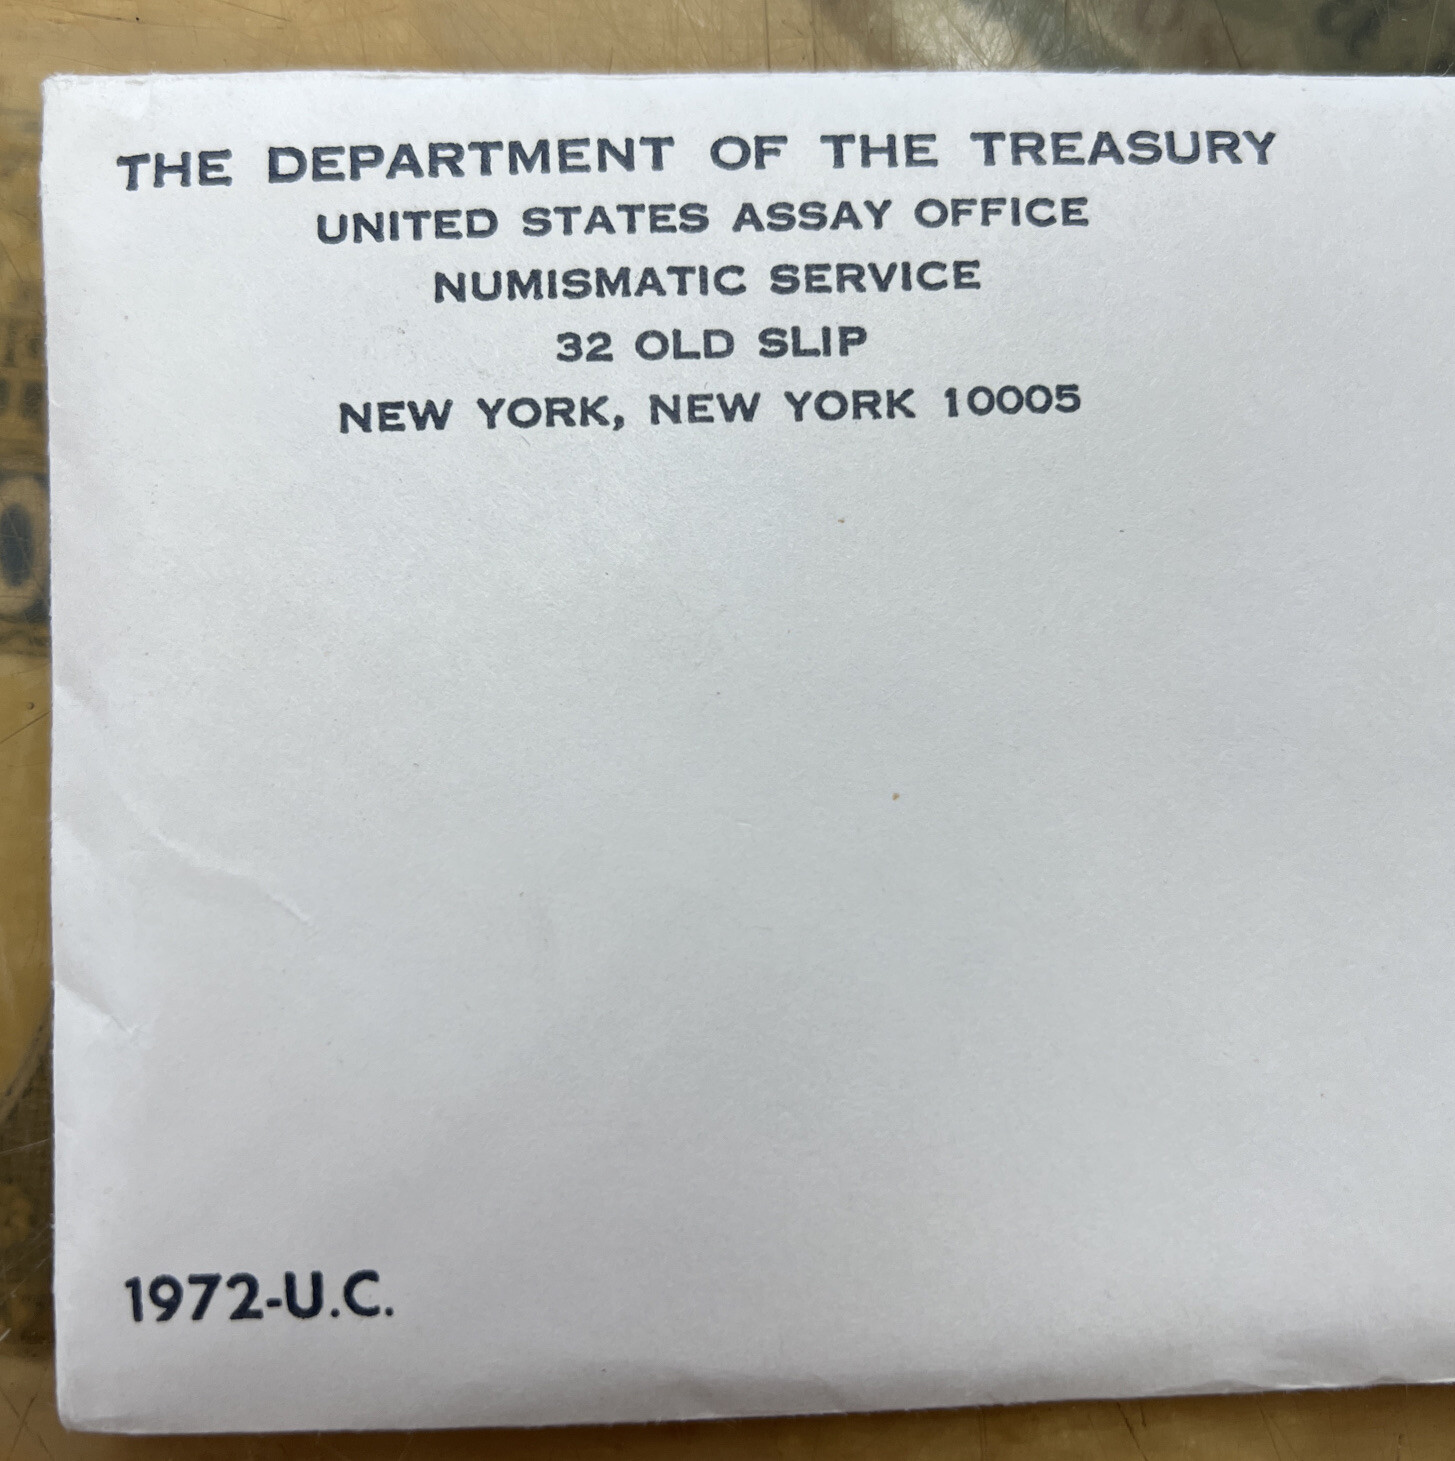 THE DEPARTMENT OF THE TREASURY
UNITED STATES ASSAY OFFICE
NUMISMATIC SERVICE
32 OLD SLIP
NEW YORK, NEW YORK 10005
1972-U.C.